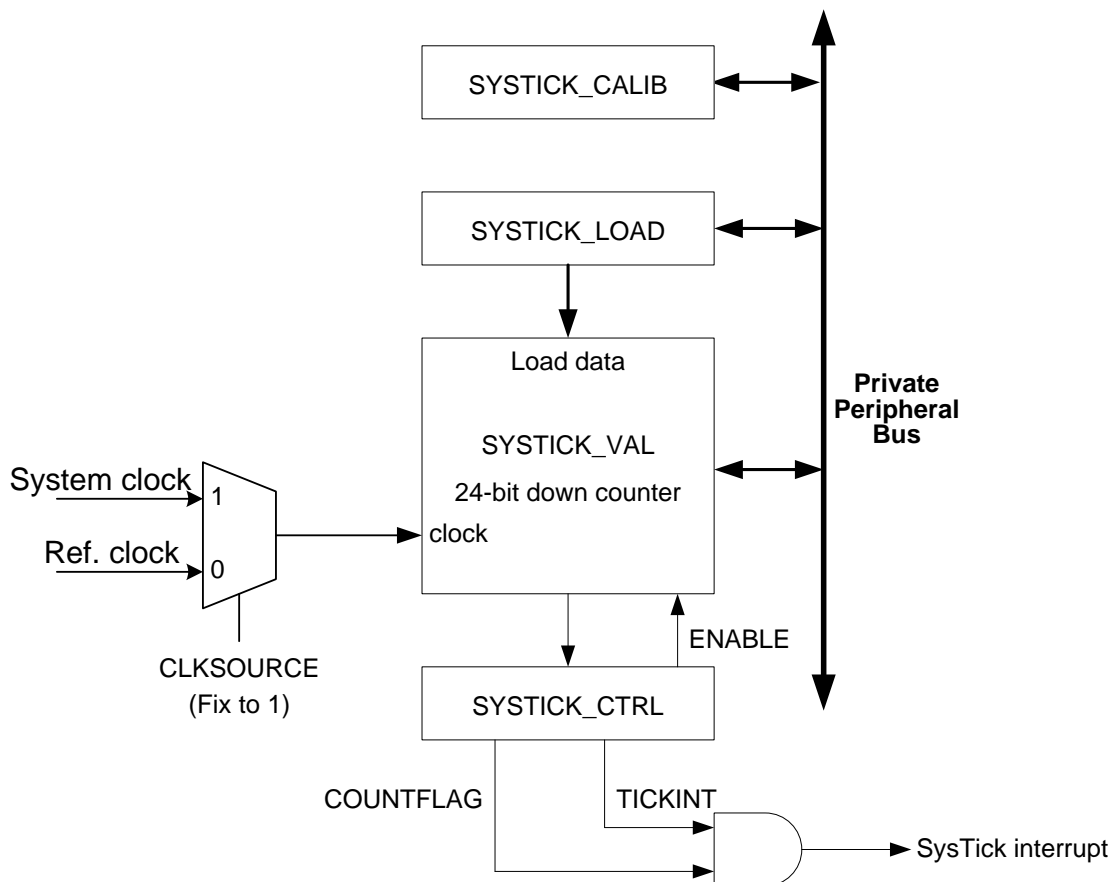 SYSTICK_CALIB
SYSTICK_LOAD
Load data
SYSTICK_VAL
24-bit down counter
clock
Private
Peripheral
Bus
System clock
1
Ref. clock
0
CLKSOURCE
(Fix to 1)
ENABLE
SYSTICK_CTRL
COUNTFLAG
TICKINT
SysTick interrupt